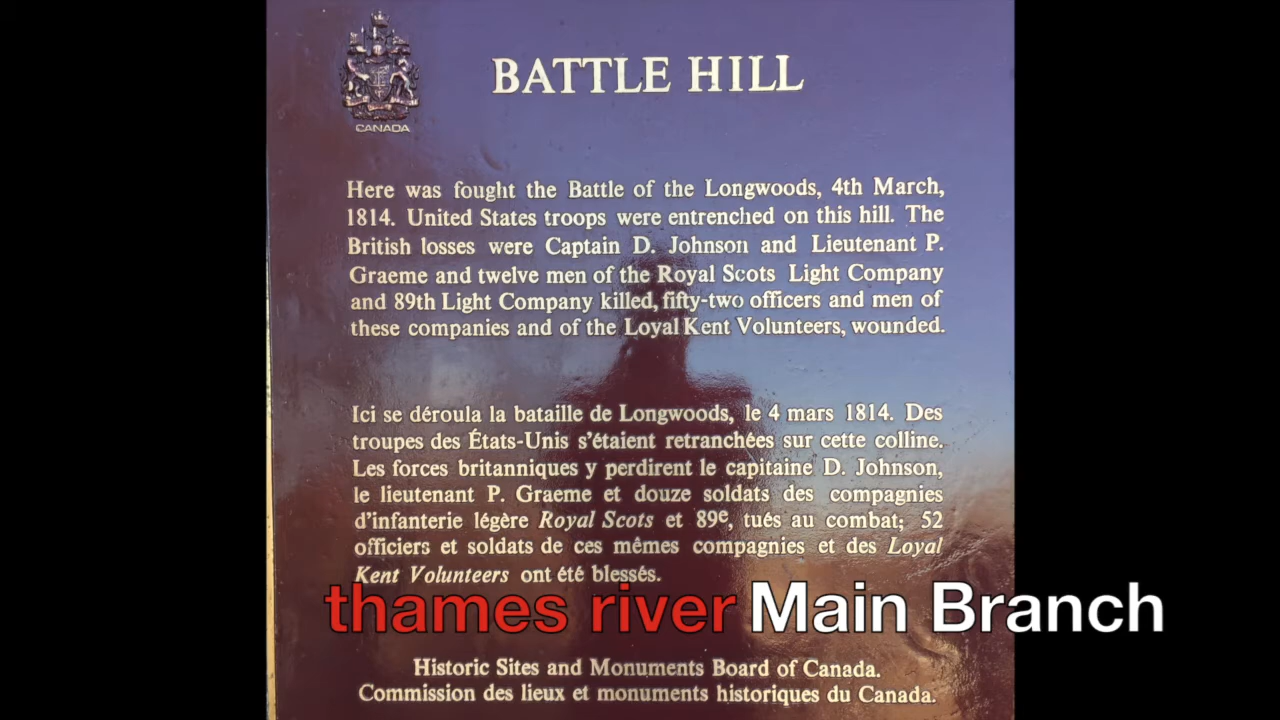 CANADA
BATTLE HILL
Here was fought the Battle of the Longwoods, 4th March,
1814. United States troops were entrenched on this hill. The
British losses were Captain D. Johnson and Lieutenant P.
Graeme and twelve men of the Royal Scots Light Company
and 89th Light Company killed, fifty-two officers and men of
these companies and of the Loyal Kent Volunteers, wounded.
Ici se déroula la bataille de Longwoods, le 4 mars 1814. Des
troupes des États-Unis s'étaient retranchées sur cette colline.
Les forces britanniques y perdirent le capitaine D. Johnson,
le lieutenant P. Graeme et douze soldats des compagnies
d'infanterie légère Royal Scots et 89e, tués au combat; 52
officiers et soldats de ces mêmes compagnies et des Loyal
Kent Volunteers ont été blessés.
thames river Main Branch
Historic Sites and Monuments Board of Canada.
Commission des lieux et monuments historiques du Canada.